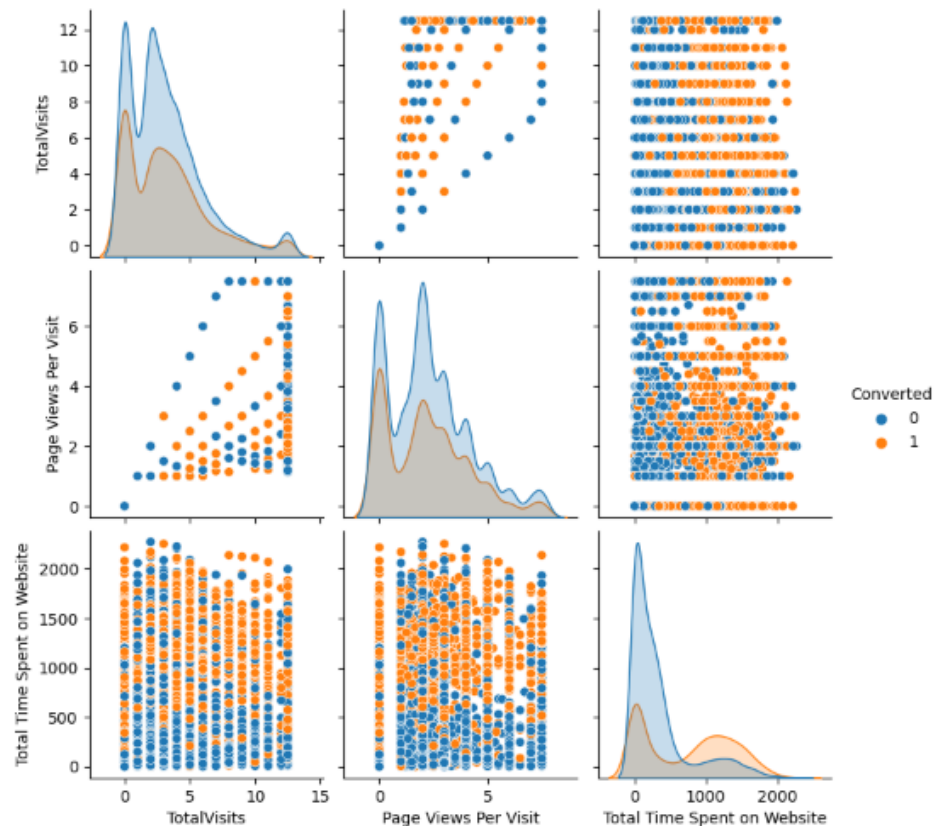 12
10
8
6
4
2
0
TotalVisits
6
4
2
0
Page Views Per Visit
Converted
0
1
2000
1500
1000
500
0
Total Time Spent on Website
0 5 10 15
TotalVisits
0 5
Page Views Per Visit
0 1000 2000
Total Time Spent on Website